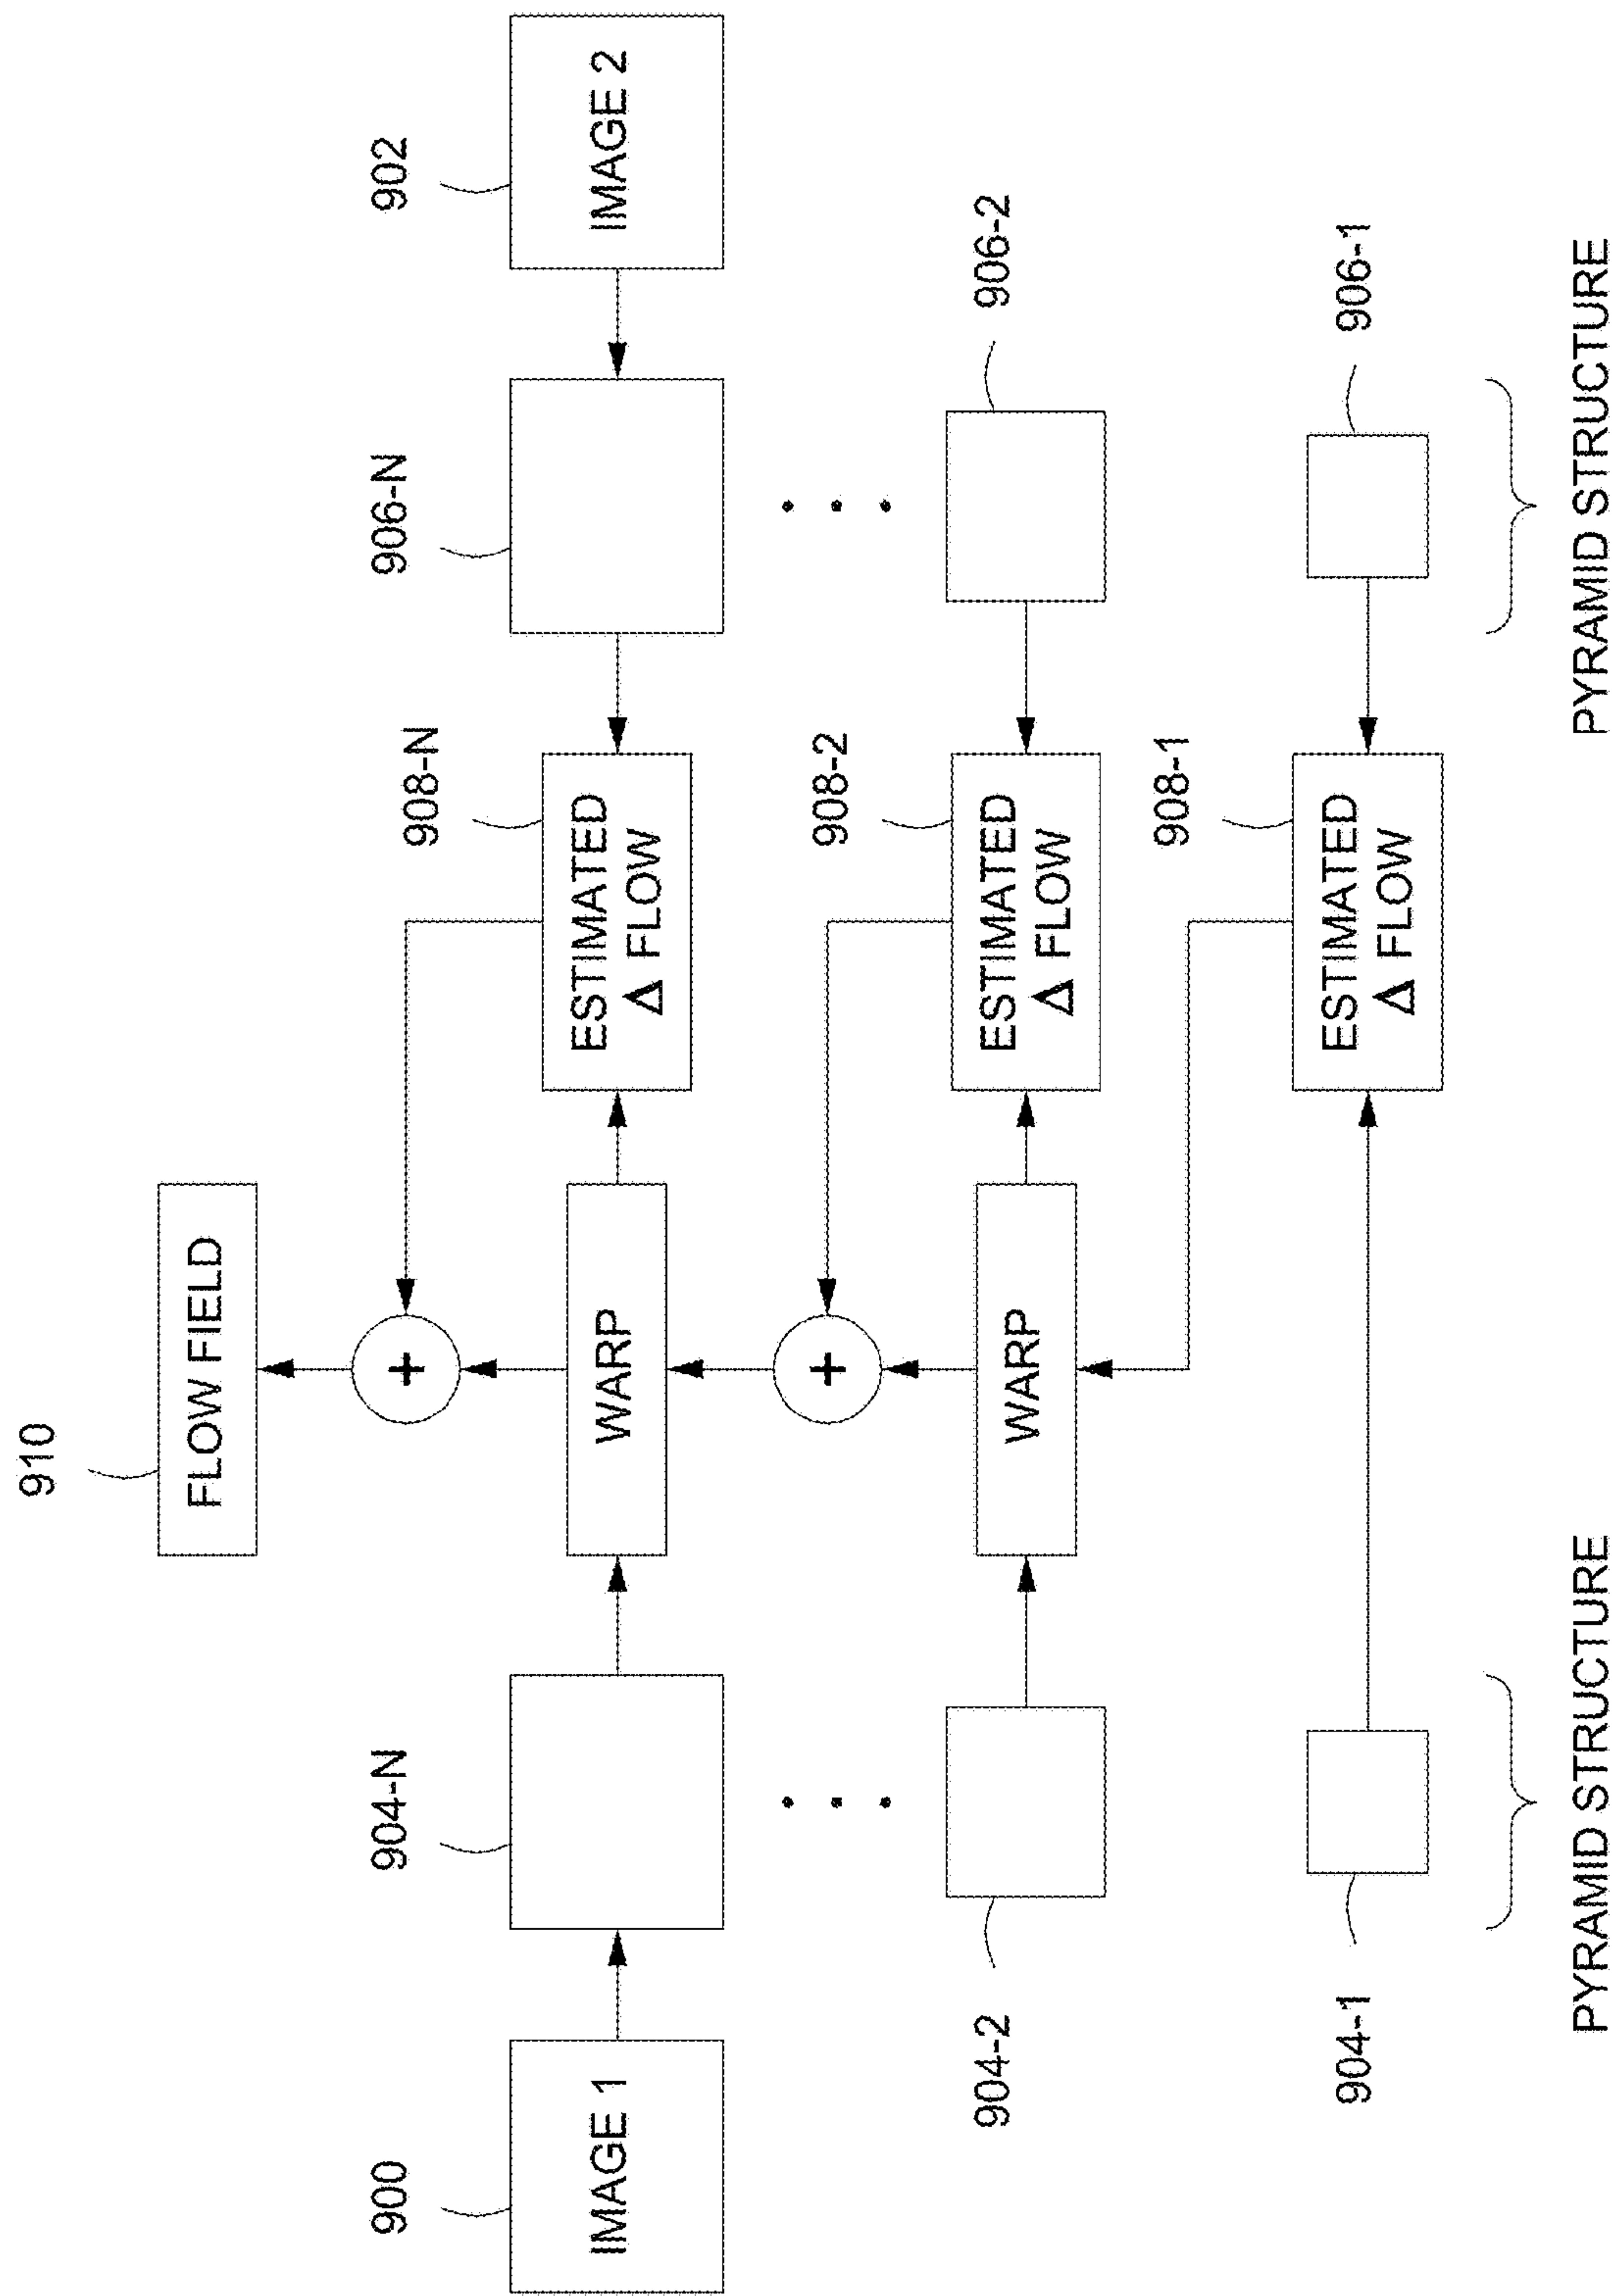 910
FLOW FIELD
900
904-N
906-N
902
908-N
IMAGE 1
WARP
ESTIMATED
Δ FLOW
IMAGE 2
+
908-2
+
904-2
WARP
ESTIMATED
Δ FLOW
906-2
908-1
904-1
ESTIMATED
Δ FLOW
906-1
PYRAMID STRUCTURE
PYRAMID STRUCTURE